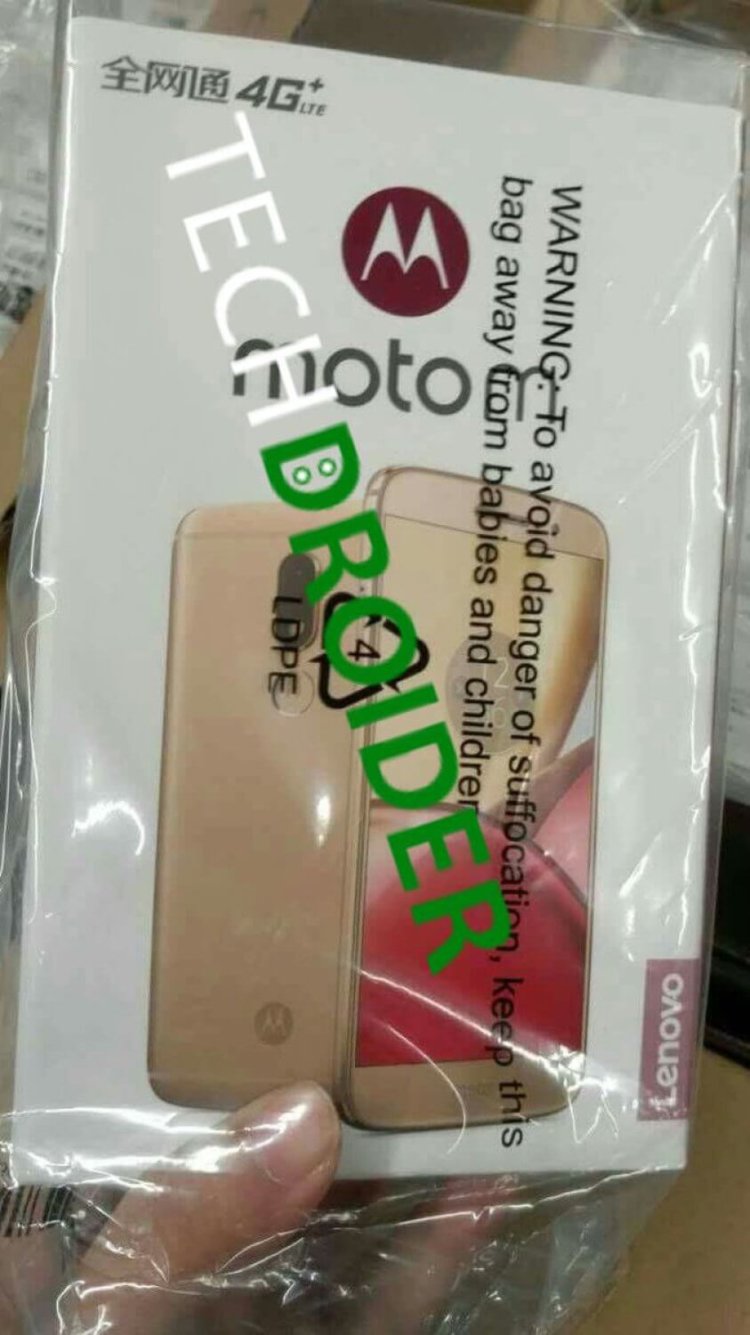 全网通 4G+ LTE
moto m
TECHDROIDER
WARNING: To avoid danger of suffocation, keep this
bag away from babies and children
4
LDPE
Lenovo